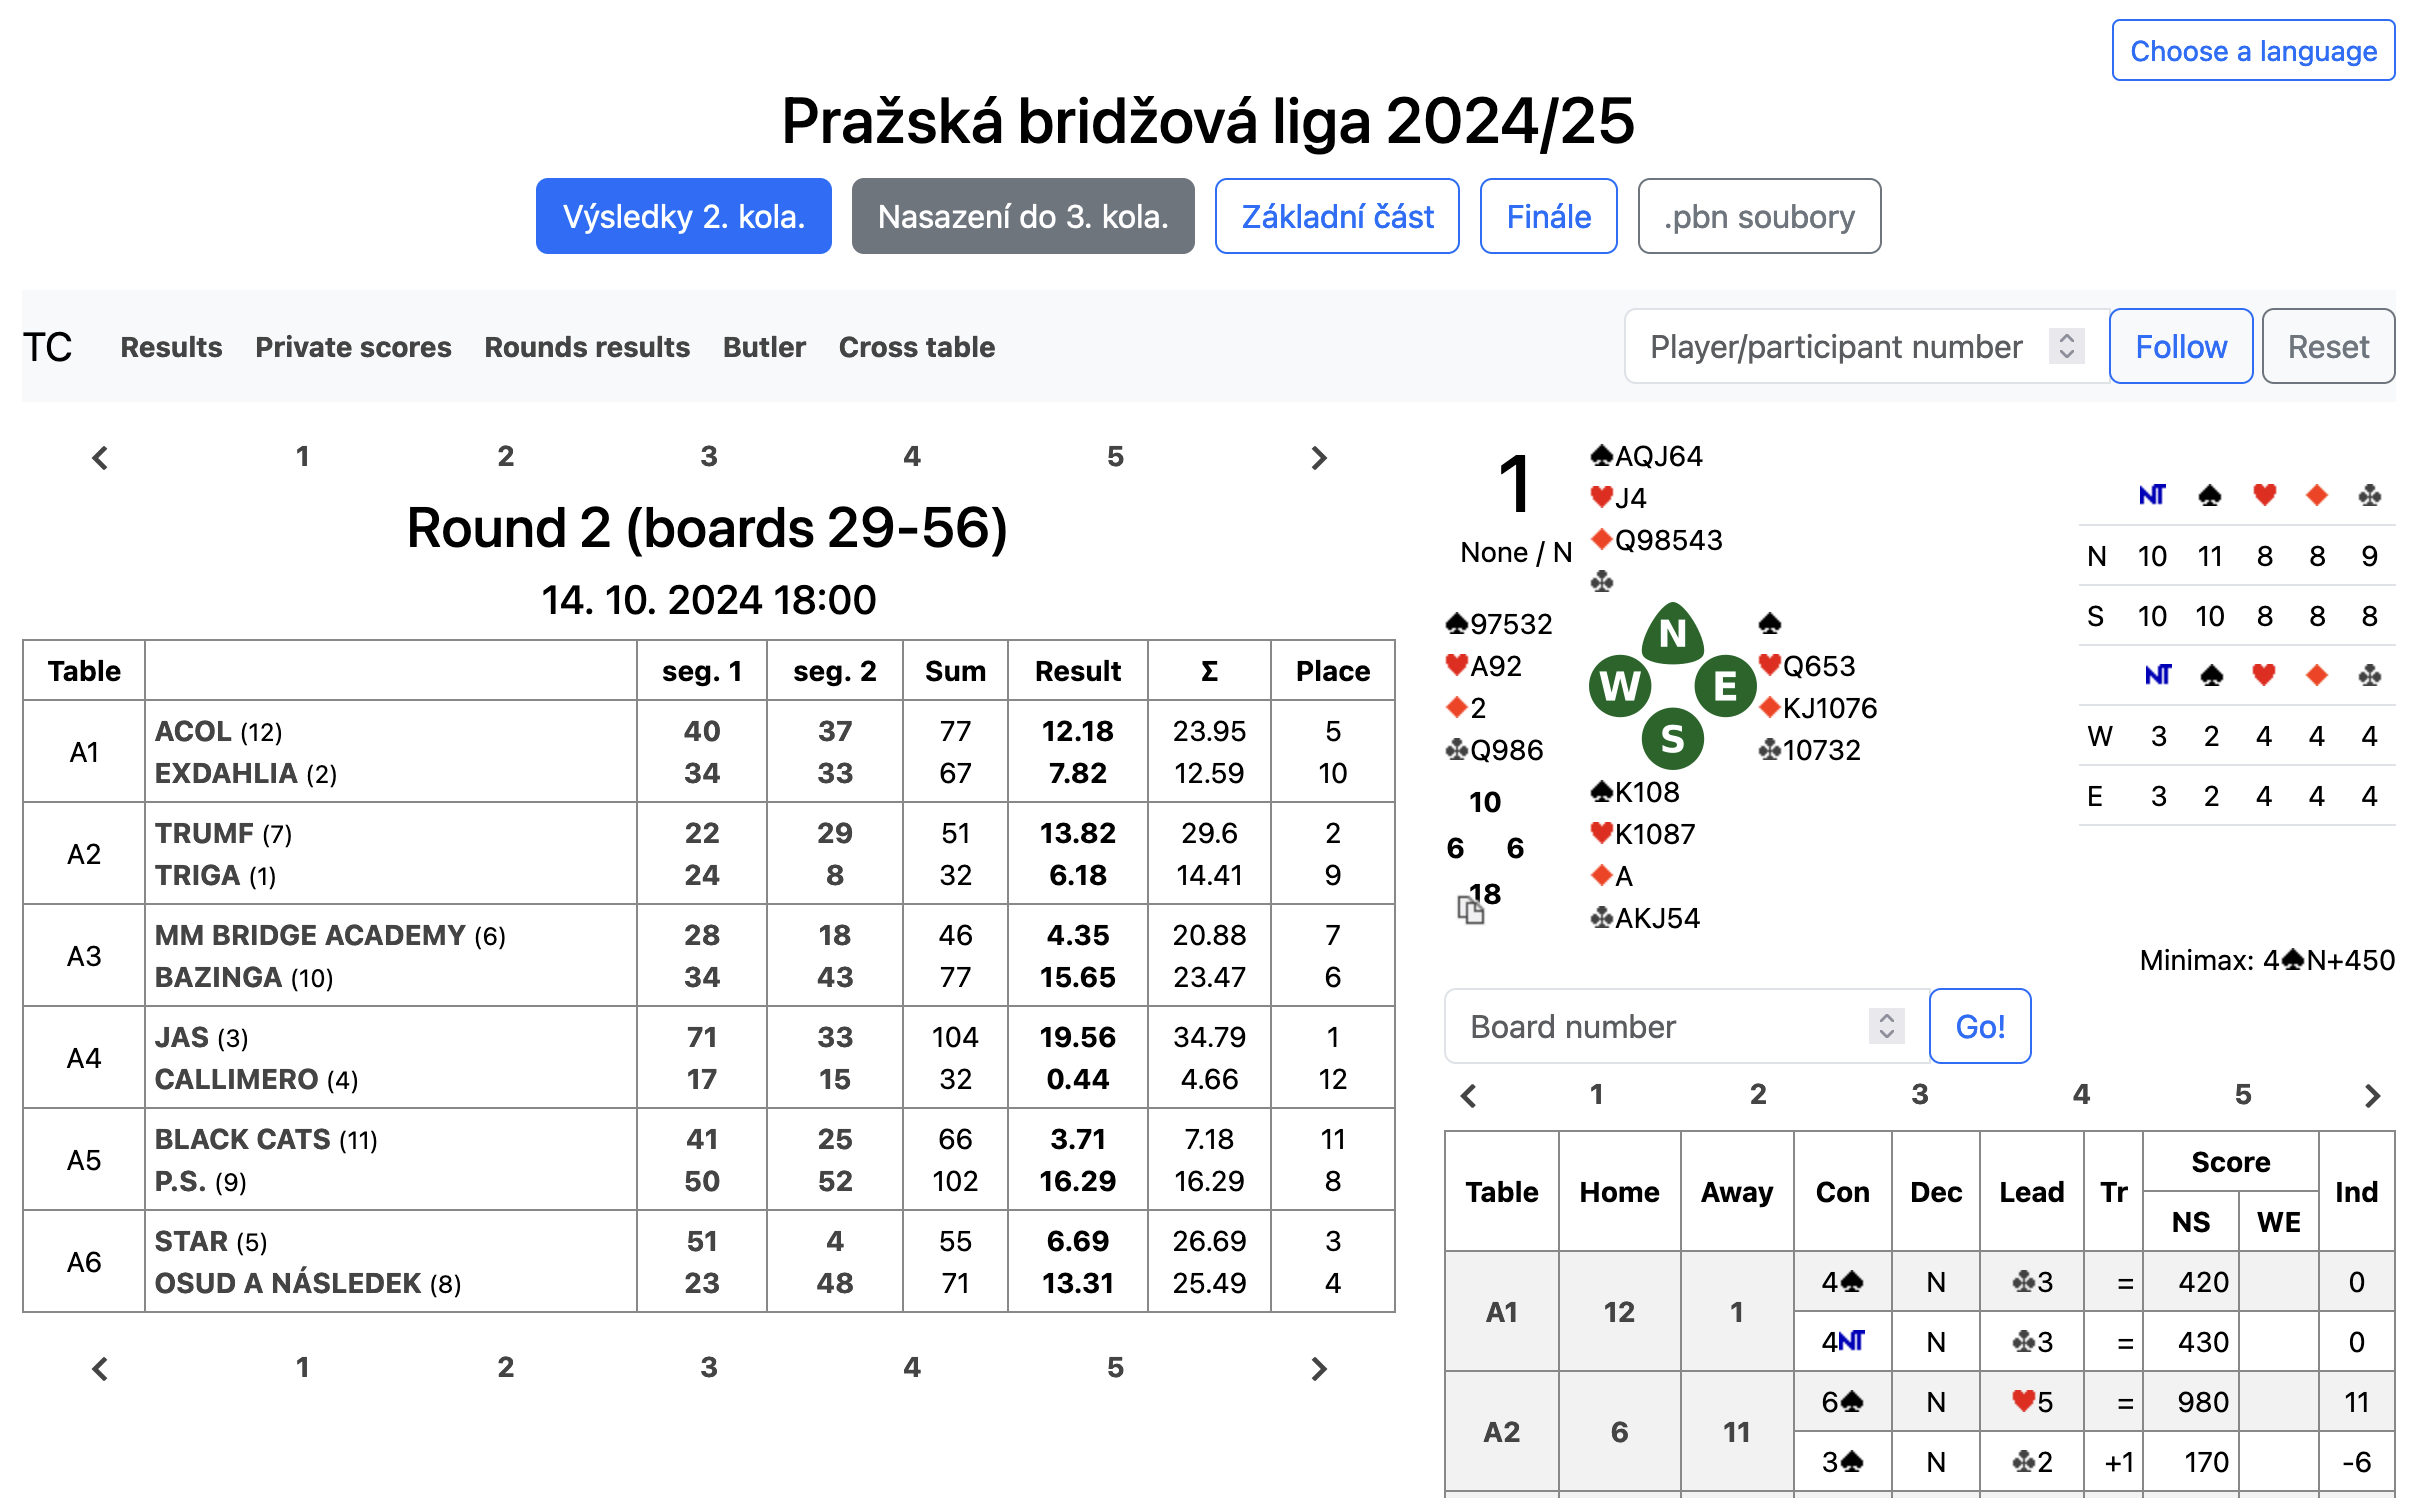 Choose a language
Pražská bridžová liga 2024/25
Výsledky 2. kola. Nasazení do 3. kola. Základní část Finále .pbn soubory
TC Results Private scores Rounds results Butler Cross table Player/participant number Follow Reset
1 2 3 4 5
Round 2 (boards 29-56)
14. 10. 2024 18:00
Table seg. 1 seg. 2 Sum Result Σ Place
A1 ACOL (12) 40 37 77 12.18 23.95 5
EXDAHLIA (2) 34 33 67 7.82 12.59 10
A2 TRUMF (7) 22 29 51 13.82 29.6 2
TRIGA (1) 24 8 32 6.18 14.41 9
A3 MM BRIDGE ACADEMY (6) 28 18 46 4.35 20.88 7
BAZINGA (10) 34 43 77 15.65 23.47 6
A4 JAS (3) 71 33 104 19.56 34.79 1
CALLIMERO (4) 17 15 32 0.44 4.66 12
A5 BLACK CATS (11) 41 25 66 3.71 7.18 11
P.S. (9) 50 52 102 16.29 16.29 8
A6 STAR (5) 51 4 55 6.69 26.69 3
OSUD A NÁSLEDEK (8) 23 48 71 13.31 25.49 4
1 2 3 4 5
1
None / N
♠AQJ64
♥J4
♦Q98543
♣
♠97532
♥A92
♦2
♣Q986
N
W E
S
♠
♥Q653
♦KJ1076
♣10732
10
6 6
18
♠K108
♥K1087
♦A
♣AKJ54
NT ♠ ♥ ♦ ♣
N 10 11 8 8 9
S 10 10 8 8 8
NT ♠ ♥ ♦ ♣
W 3 2 4 4 4
E 3 2 4 4 4
Minimax: 4♠N+450
Board number Go!
1 2 3 4 5
Table Home Away Con Dec Lead Tr Score Ind
NS WE
A1 12 1 4♠ N ♣3 = 420 0
4NT N ♣3 = 430 0
A2 6 11 6♠ N ♥5 = 980 11
3♠ N ♣2 +1 170 -6